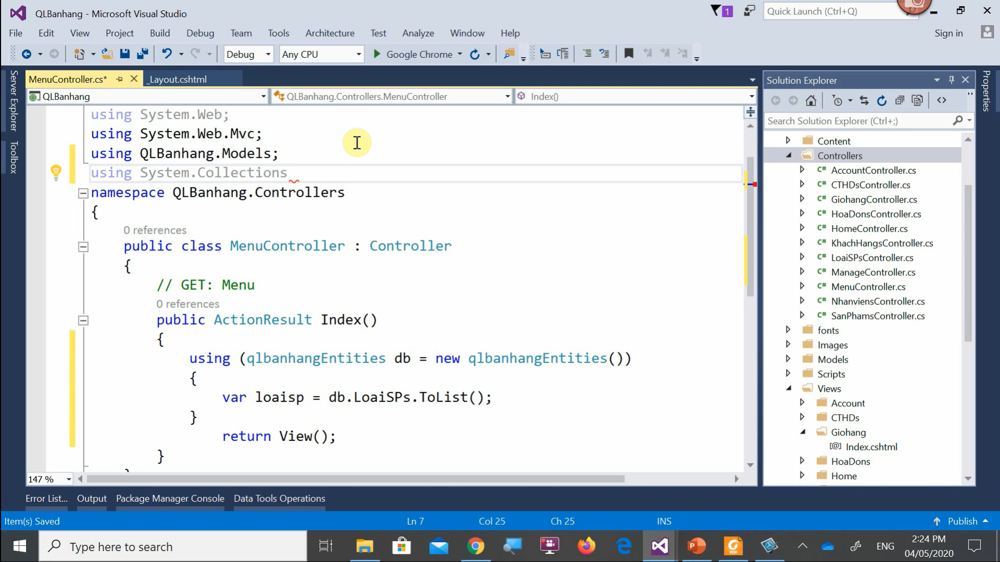 QLBanhang - Microsoft Visual Studio
1
Quick Launch (Ctrl+Q)
File Edit View Project Build Debug Team Tools Architecture Test Analyze Window Help
Sign in
Debug Any CPU Google Chrome
Server Explorer
Toolbox
MenuController.cs* _Layout.cshtml
QLBanhang QLBanhang.Controllers.MenuController Index()
using System.Web;
using System.Web.Mvc;
using QLBanhang.Models;
using System.Collections
namespace QLBanhang.Controllers
{
0 references
public class MenuController : Controller
{
// GET: Menu
0 references
public ActionResult Index()
{
using (qlbanhangEntities db = new qlbanhangEntities())
{
var loaisp = db.LoaiSPs.ToList();
}
return View();
}
147 %
Solution Explorer
Search Solution Explorer (Ctrl+;)
Content
Controllers
C# AccountController.cs
C# CTHDsController.cs
C# GiohangController.cs
C# HoaDonsController.cs
C# HomeController.cs
C# KhachHangsController.cs
C# LoaiSPsController.cs
C# ManageController.cs
C# MenuController.cs
C# NhanviensController.cs
C# SanPhamsController.cs
fonts
Images
Models
Scripts
Views
Account
CTHDs
Giohang
[@] Index.cshtml
HoaDons
Home
Properties
Error List... Output Package Manager Console Data Tools Operations
Item(s) Saved Ln 7 Col 25 Ch 25 INS Publish
Type here to search
ENG
2:24 PM
04/05/2020